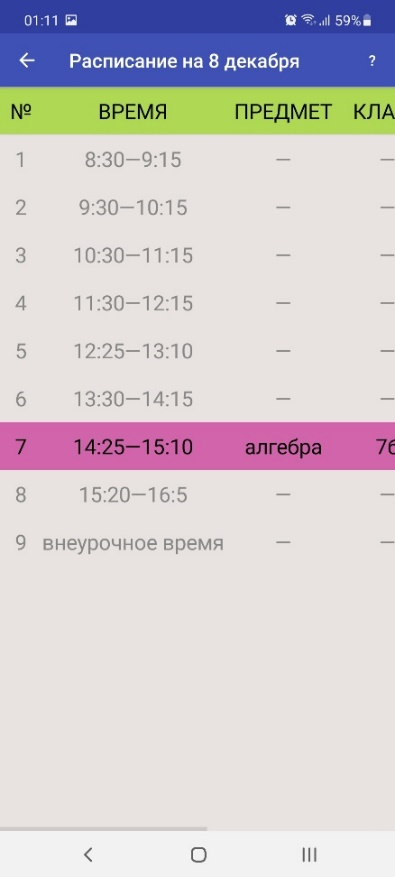 01:11 59%
Расписание на 8 декабря ?
№ ВРЕМЯ ПРЕДМЕТ КЛА
1 8:30—9:15 — —
2 9:30—10:15 — —
3 10:30—11:15 — —
4 11:30—12:15 — —
5 12:25—13:10 — —
6 13:30—14:15 — —
7 14:25—15:10 алгебра 7б
8 15:20—16:5 — —
9 внеурочное время — —